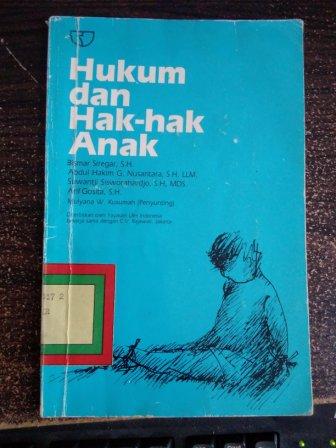 Hukum
dan
Hak-hak
Anak
Bismar Siregar, S.H.
Abdul Hakim G. Nusantara, S.H, LLM.
Suwantji Sisworahardjo, S.H, MDS
Arif Gosita, S.H.
Mulyana W. Kusumah (Penyunting)
Diterbitkan oleh Yayasan LBH Indonesia
bekerja sama dengan C.V. Rajawali, Jakarta